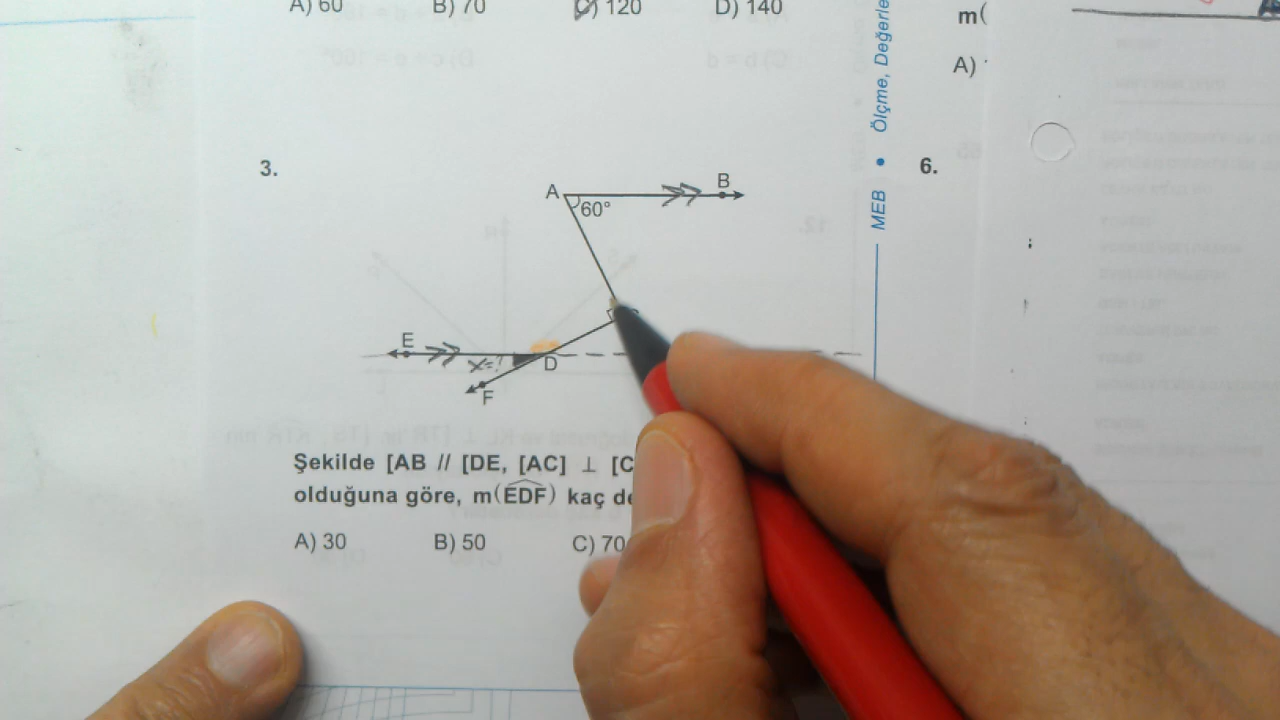 A) 60 B) 70 C) 120 D) 140
m(
A)
MEB • Ölçme, Değerle
3.
6.
A
B
60°
E
x=?
D
F
Şekilde [AB // [DE, [AC] ⊥ [C
olduğuna göre, m(EDF) kaç de
A) 30 B) 50 C) 70